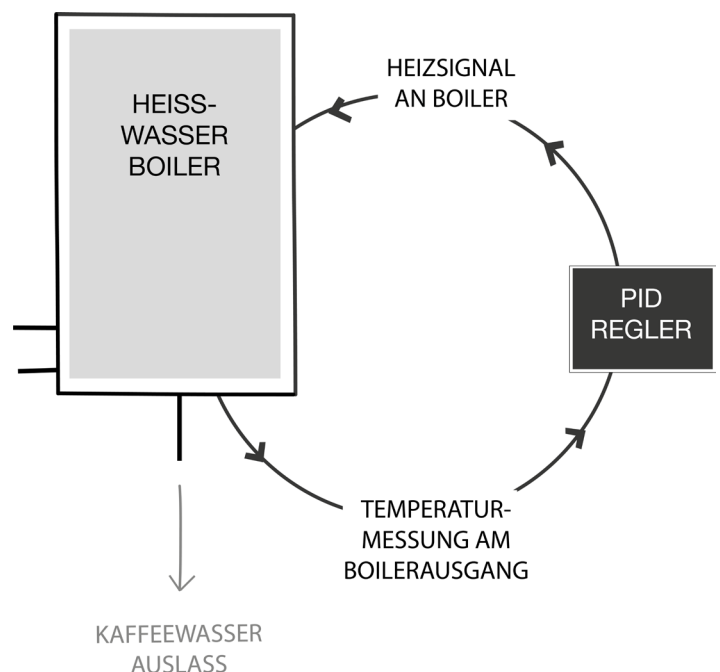 HEIZSIGNAL
AN BOILER
HEISS-
WASSER
BOILER
PID
REGLER
TEMPERATUR-
MESSUNG AM
BOILERAUSGANG
KAFFEEWASSER
AUSLASS